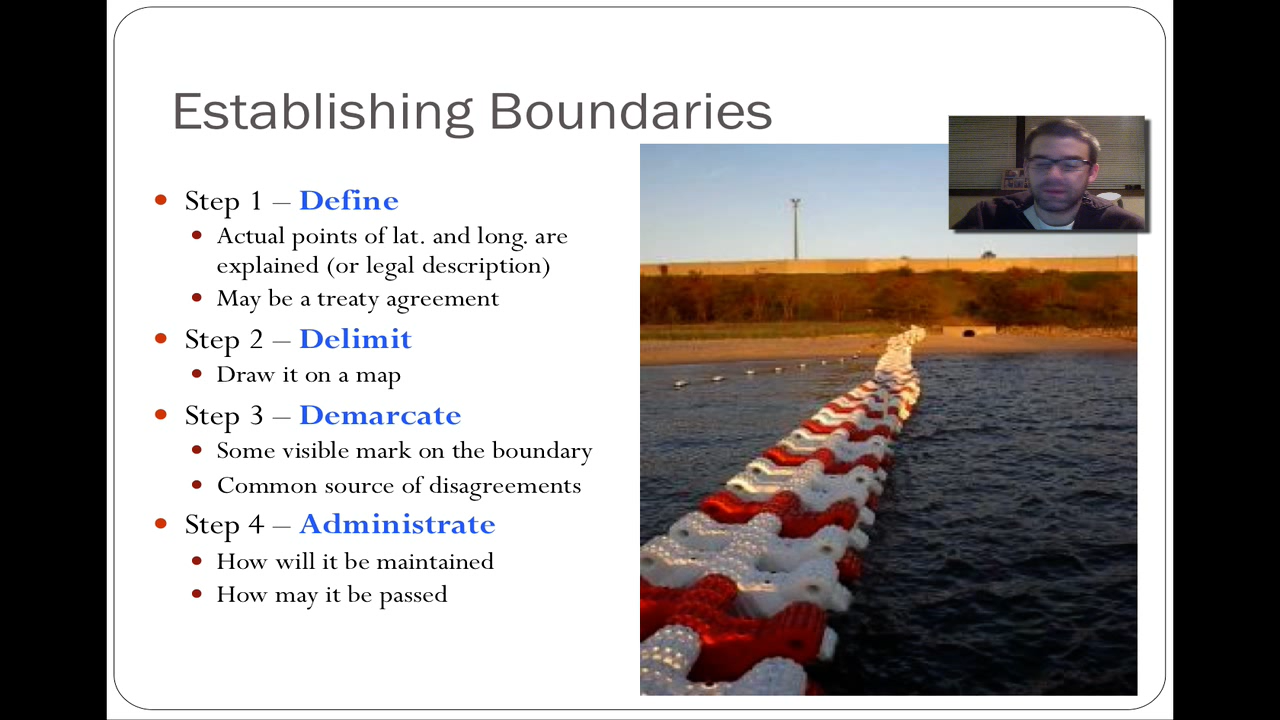 Establishing Boundaries
• Step 1 – Define
• Actual points of lat. and long. are
explained (or legal description)
• May be a treaty agreement
• Step 2 – Delimit
• Draw it on a map
• Step 3 – Demarcate
• Some visible mark on the boundary
• Common source of disagreements
• Step 4 – Administrate
• How will it be maintained
• How may it be passed